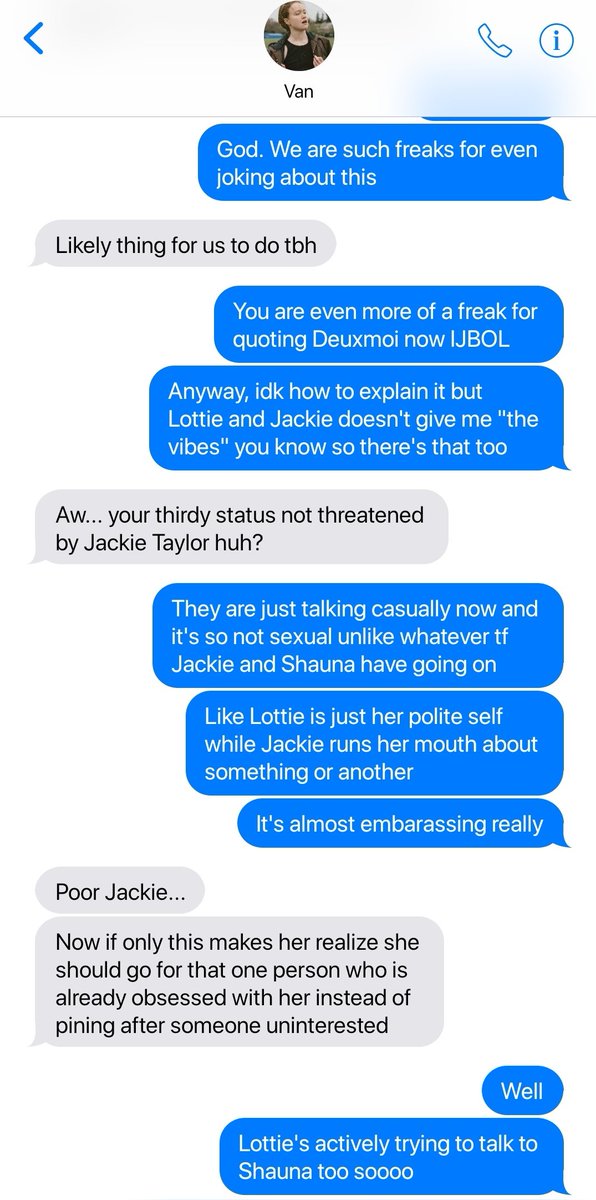 Van
God. We are such freaks for even
joking about this
Likely thing for us to do tbh
You are even more of a freak for
quoting Deuxmoi now IJBOL
Anyway, idk how to explain it but
Lottie and Jackie doesn't give me "the
vibes" you know so there's that too
Aw... your thirdy status not threatened
by Jackie Taylor huh?
They are just talking casually now and
it's so not sexual unlike whatever tf
Jackie and Shauna have going on
Like Lottie is just her polite self
while Jackie runs her mouth about
something or another
It's almost embarassing really
Poor Jackie...
Now if only this makes her realize she
should go for that one person who is
already obsessed with her instead of
pining after someone uninterested
Well
Lottie's actively trying to talk to
Shauna too soooo